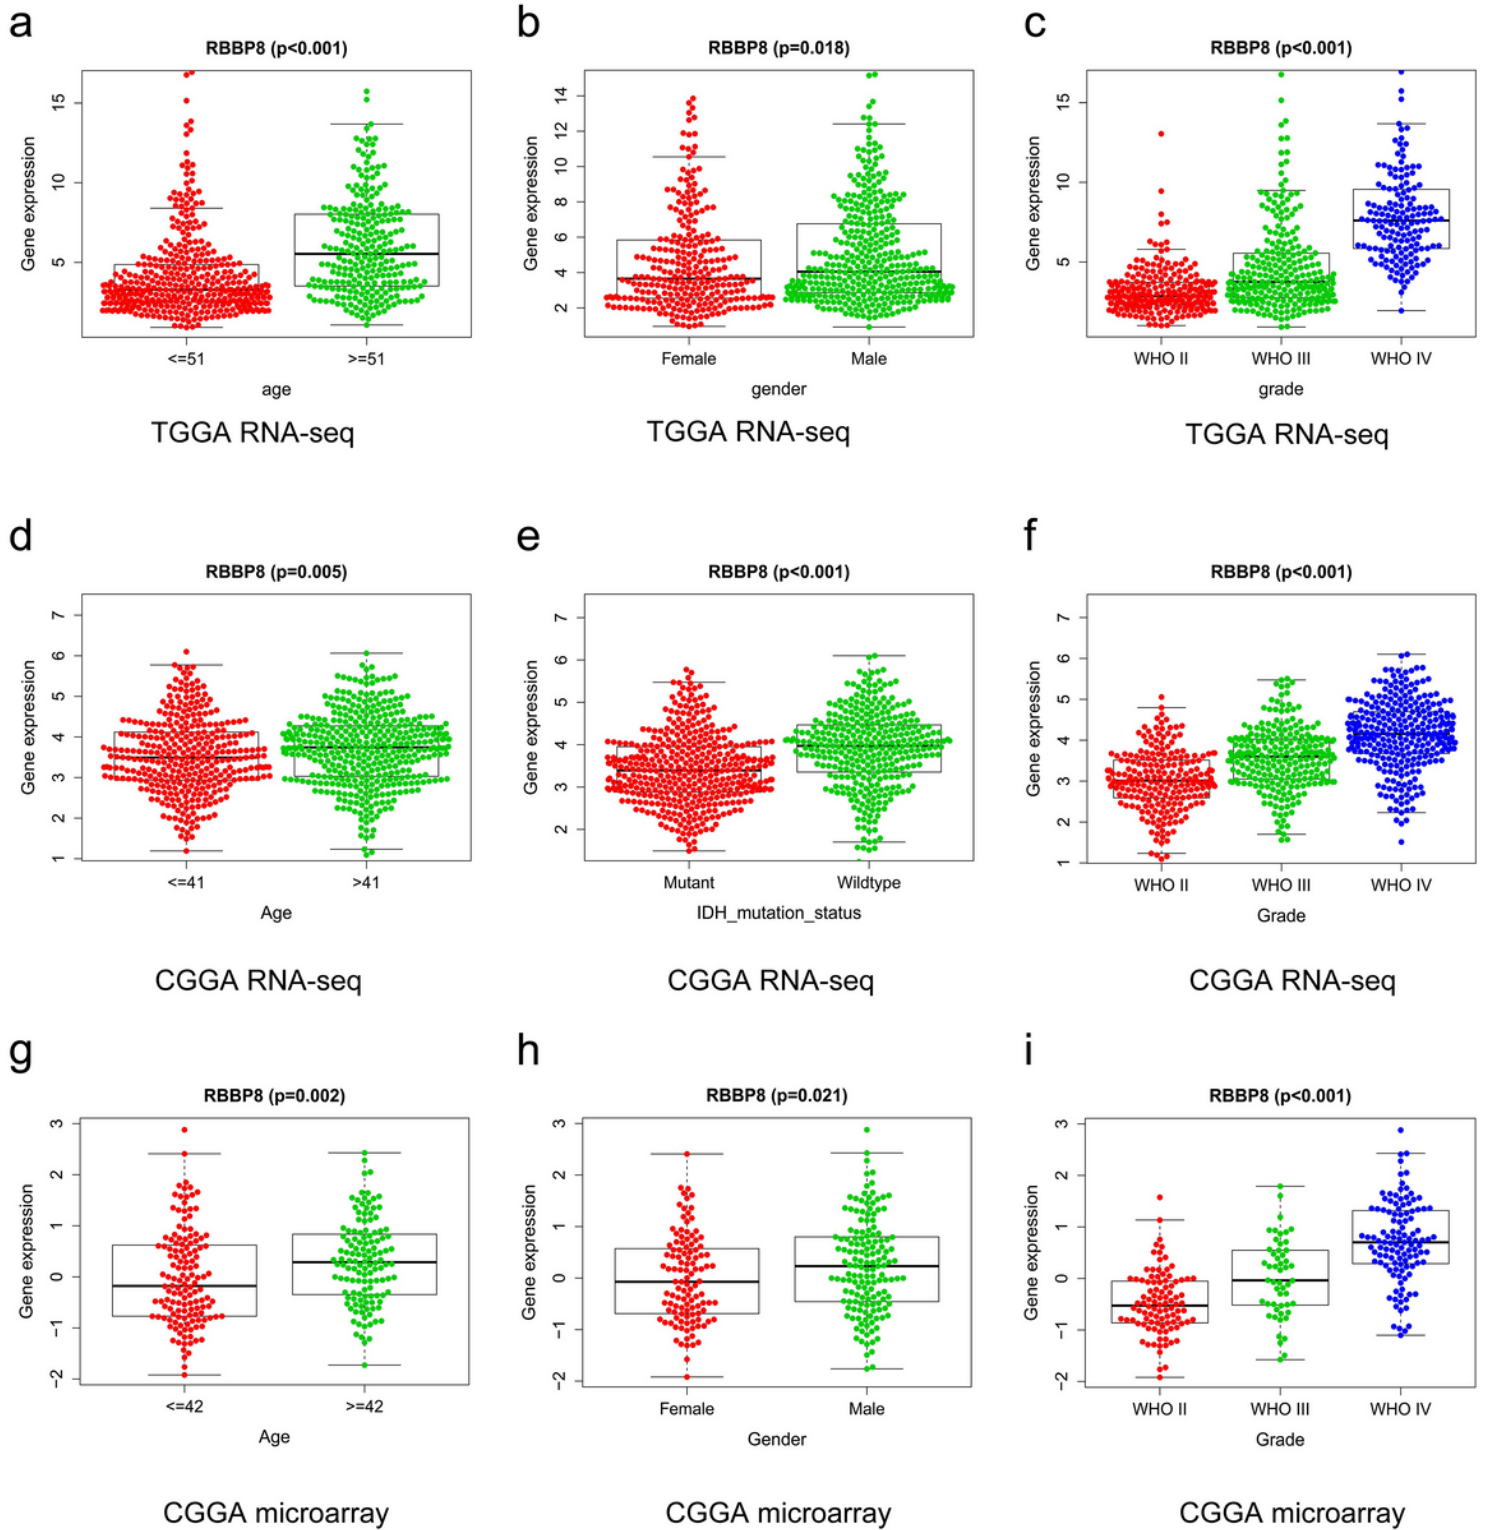 a
RBBP8 (p<0.001)
Gene expression
15
10
5
<=51
>=51
age
TGGA RNA-seq
b
RBBP8 (p=0.018)
Gene expression
14
12
10
8
6
4
2
Female
Male
gender
TGGA RNA-seq
c
RBBP8 (p<0.001)
Gene expression
15
10
5
WHO II
WHO III
WHO IV
grade
TGGA RNA-seq
d
RBBP8 (p=0.005)
Gene expression
7
6
5
4
3
2
1
<=41
>41
Age
CGGA RNA-seq
e
RBBP8 (p<0.001)
Gene expression
7
6
5
4
3
2
Mutant
Wildtype
IDH_mutation_status
CGGA RNA-seq
f
RBBP8 (p<0.001)
Gene expression
7
6
5
4
3
2
1
WHO II
WHO III
WHO IV
Grade
CGGA RNA-seq
g
RBBP8 (p=0.002)
Gene expression
3
2
1
0
−1
−2
<=42
>=42
Age
CGGA microarray
h
RBBP8 (p=0.021)
Gene expression
3
2
1
0
−1
−2
Female
Male
Gender
CGGA microarray
i
RBBP8 (p<0.001)
Gene expression
3
2
1
0
−1
−2
WHO II
WHO III
WHO IV
Grade
CGGA microarray